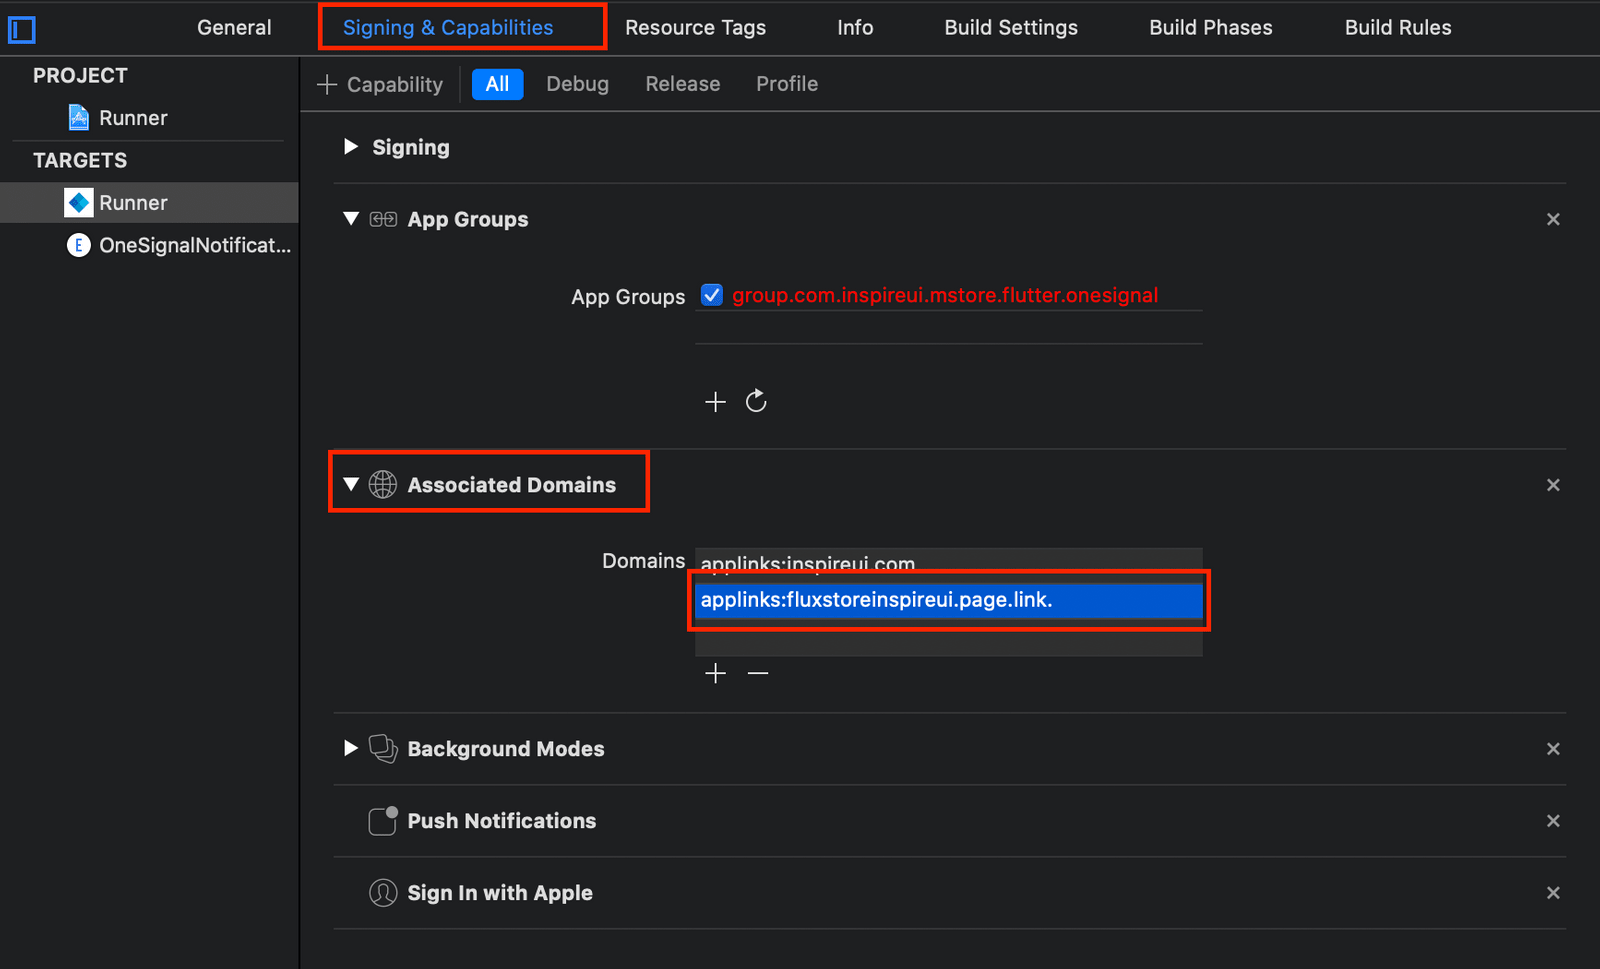 General Signing & Capabilities Resource Tags Info Build Settings Build Phases Build Rules
PROJECT
Runner
TARGETS
Runner
E OneSignalNotificat...
Capability All Debug Release Profile
Signing
App Groups
App Groups group.com.inspireui.mstore.flutter.onesignal
Associated Domains
Domains applinks:inspireui.com
applinks:fluxstoreinspireui.page.link.
Background Modes
Push Notifications
Sign In with Apple